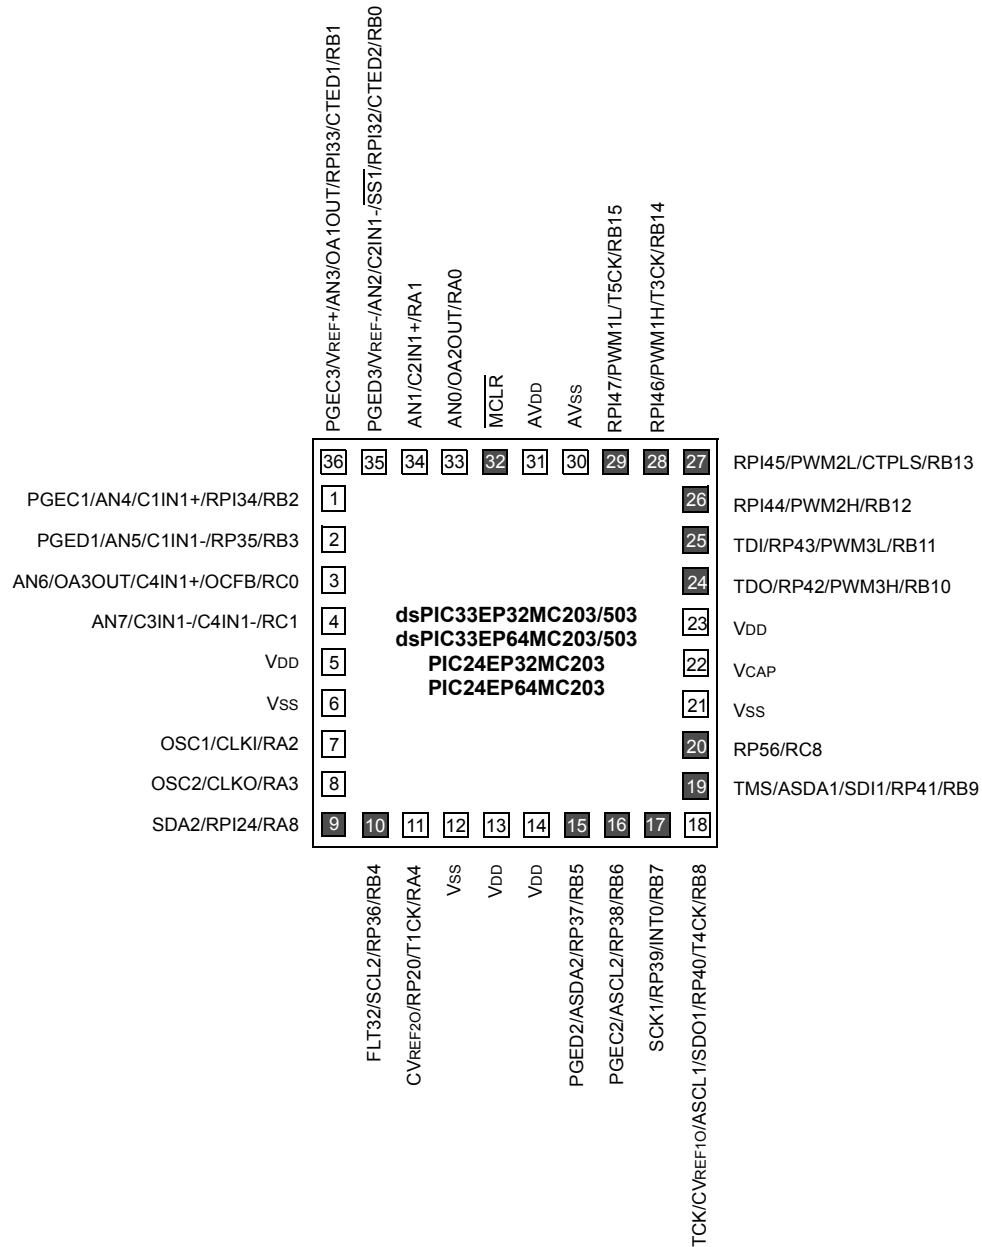 PGEC3/VREF+/AN3/OA1OUT/RPI33/CTED1/RB1
PGED3/VREF-/AN2/C2IN1-/SS1/RPI32/CTED2/RB0
AN1/C2IN1+/RA1
AN0/OA2OUT/RA0
MCLR
AVDD
AVSS
RPI47/PWM1L/T5CK/RB15
RPI46/PWM1H/T3CK/RB14
36 35 34 33 32 31 30 29 28 27
RPI45/PWM2L/CTPLS/RB13
PGEC1/AN4/C1IN1+/RPI34/RB2
1
26
RPI44/PWM2H/RB12
PGED1/AN5/C1IN1-/RP35/RB3
2
25
TDI/RP43/PWM3L/RB11
AN6/OA3OUT/C4IN1+/OCFB/RC0
3
24
TDO/RP42/PWM3H/RB10
AN7/C3IN1-/C4IN1-/RC1
4
23
VDD
VDD
5
22
VCAP
VSS
6
21
VSS
OSC1/CLKI/RA2
7
20
RP56/RC8
OSC2/CLKO/RA3
8
19
TMS/ASDA1/SDI1/RP41/RB9
dsPIC33EP32MC203/503
dsPIC33EP64MC203/503
PIC24EP32MC203
PIC24EP64MC203
SDA2/RPI24/RA8
9 10 11 12 13 14 15 16 17 18
FLT32/SCL2/RP36/RB4
CVREF2O/RP20/T1CK/RA4
VSS
VDD
VDD
PGED2/ASDA2/RP37/RB5
PGEC2/ASCL2/RP38/RB6
SCK1/RP39/INT0/RB7
TCK/CVREF1O/ASCL1/SDO1/RP40/T4CK/RB8